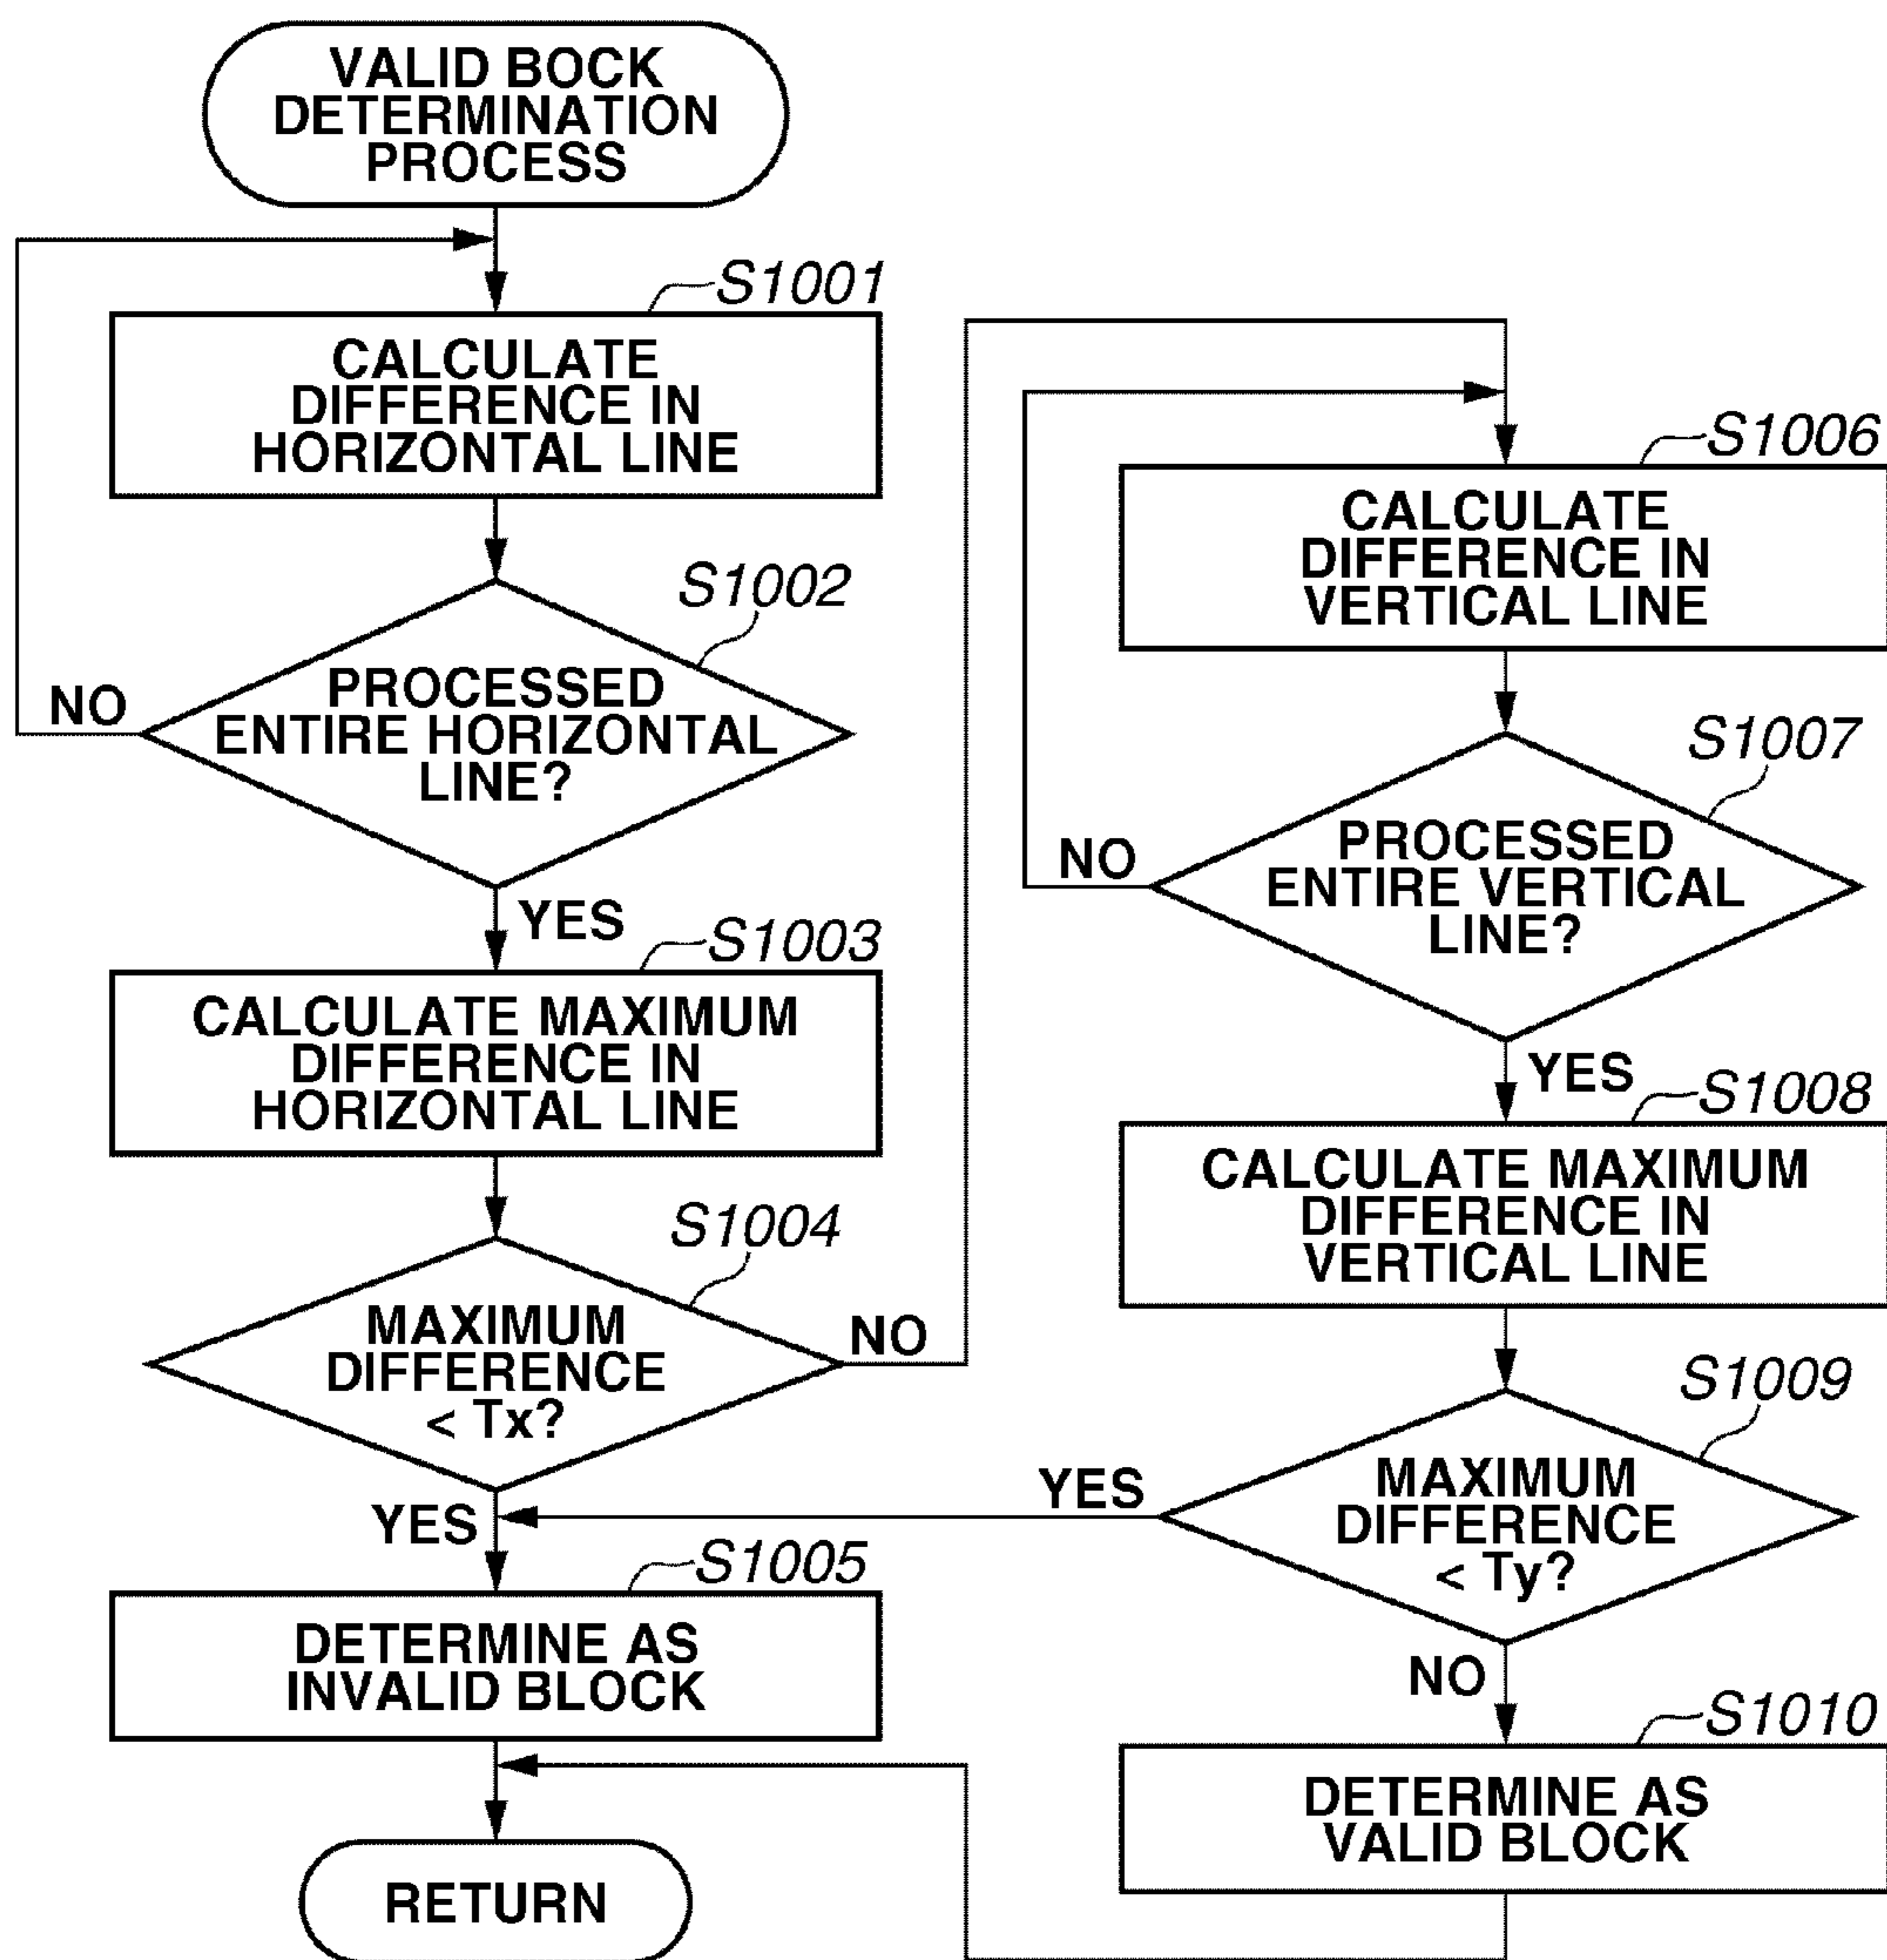 VALID BOCK
DETERMINATION
PROCESS
S1001
CALCULATE
DIFFERENCE IN
HORIZONTAL LINE
S1002
PROCESSED
ENTIRE HORIZONTAL
LINE?
NO
YES
S1003
CALCULATE MAXIMUM
DIFFERENCE IN
HORIZONTAL LINE
S1004
MAXIMUM
DIFFERENCE
< Tx?
NO
YES
S1005
DETERMINE AS
INVALID BLOCK
RETURN
S1006
CALCULATE
DIFFERENCE IN
VERTICAL LINE
S1007
PROCESSED
ENTIRE VERTICAL
LINE?
NO
YES
S1008
CALCULATE MAXIMUM
DIFFERENCE IN
VERTICAL LINE
S1009
MAXIMUM
DIFFERENCE
< Ty?
YES
NO
S1010
DETERMINE AS
VALID BLOCK